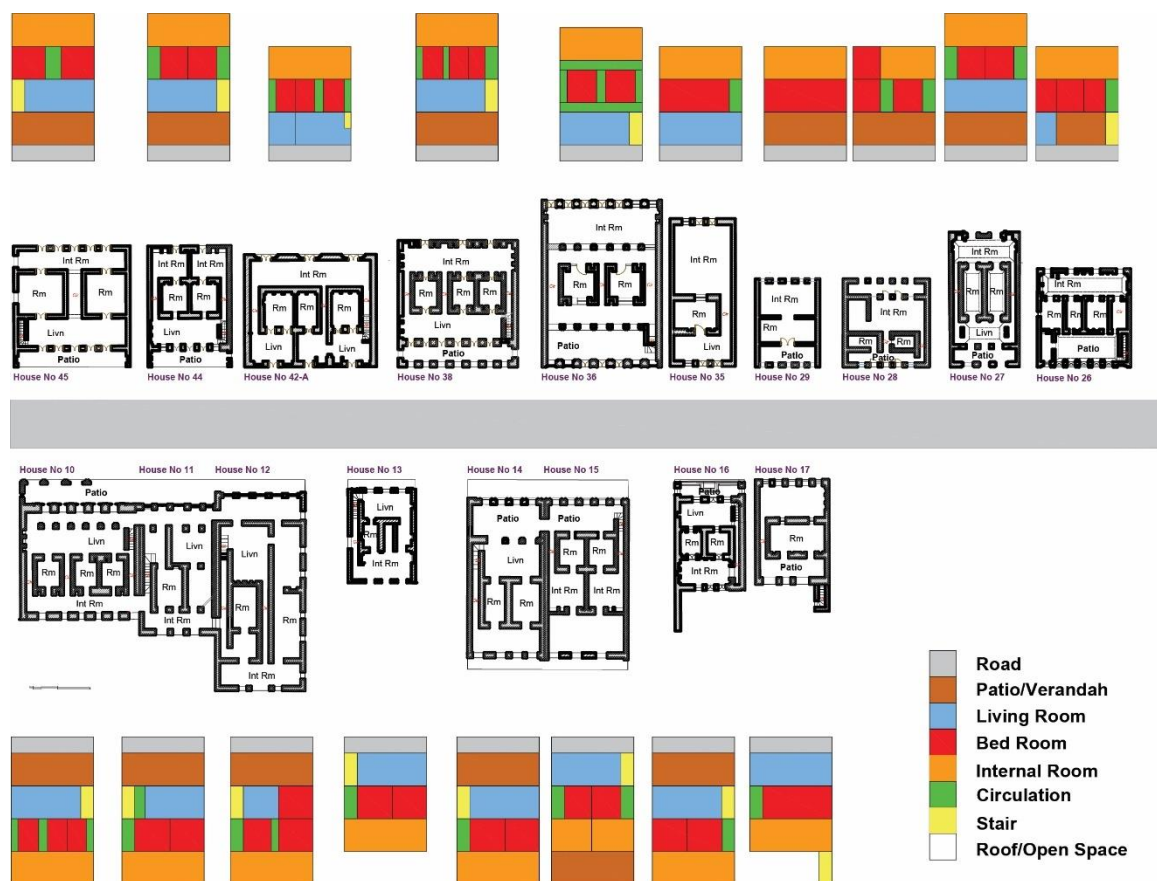 Int Rm
Rm
Rm
Livn
Patio
House No 45
Int Rm
Int Rm
Rm
Rm
Livn
Patio
House No 44
Int Rm
Rm
Rm
Rm
Livn
Livn
House No 42-A
Int Rm
Rm
Rm
Rm
Livn
Patio
House No 38
Int Rm
Rm
Rm
Patio
House No 36
Int Rm
Rm
Livn
House No 35
Int Rm
Rm
Patio
House No 29
Int Rm
Rm
Rm
Patio
House No 28
Int Rm
Rm
Rm
Livn
Patio
House No 27
Int Rm
Rm
Rm
Rm
Patio
House No 26
House No 10
Patio
Livn
Rm
Rm
Rm
Int Rm
House No 11
Livn
Rm
Int Rm
House No 12
Livn
Rm
Rm
Int Rm
House No 13
Livn
Rm
Int Rm
House No 14
Patio
Livn
Rm
Rm
House No 15
Patio
Rm
Rm
Int Rm
Int Rm
House No 16
Patio
Livn
Rm
Rm
Int Rm
House No 17
Rm
Patio
Road
Patio/Verandah
Living Room
Bed Room
Internal Room
Circulation
Stair
Roof/Open Space